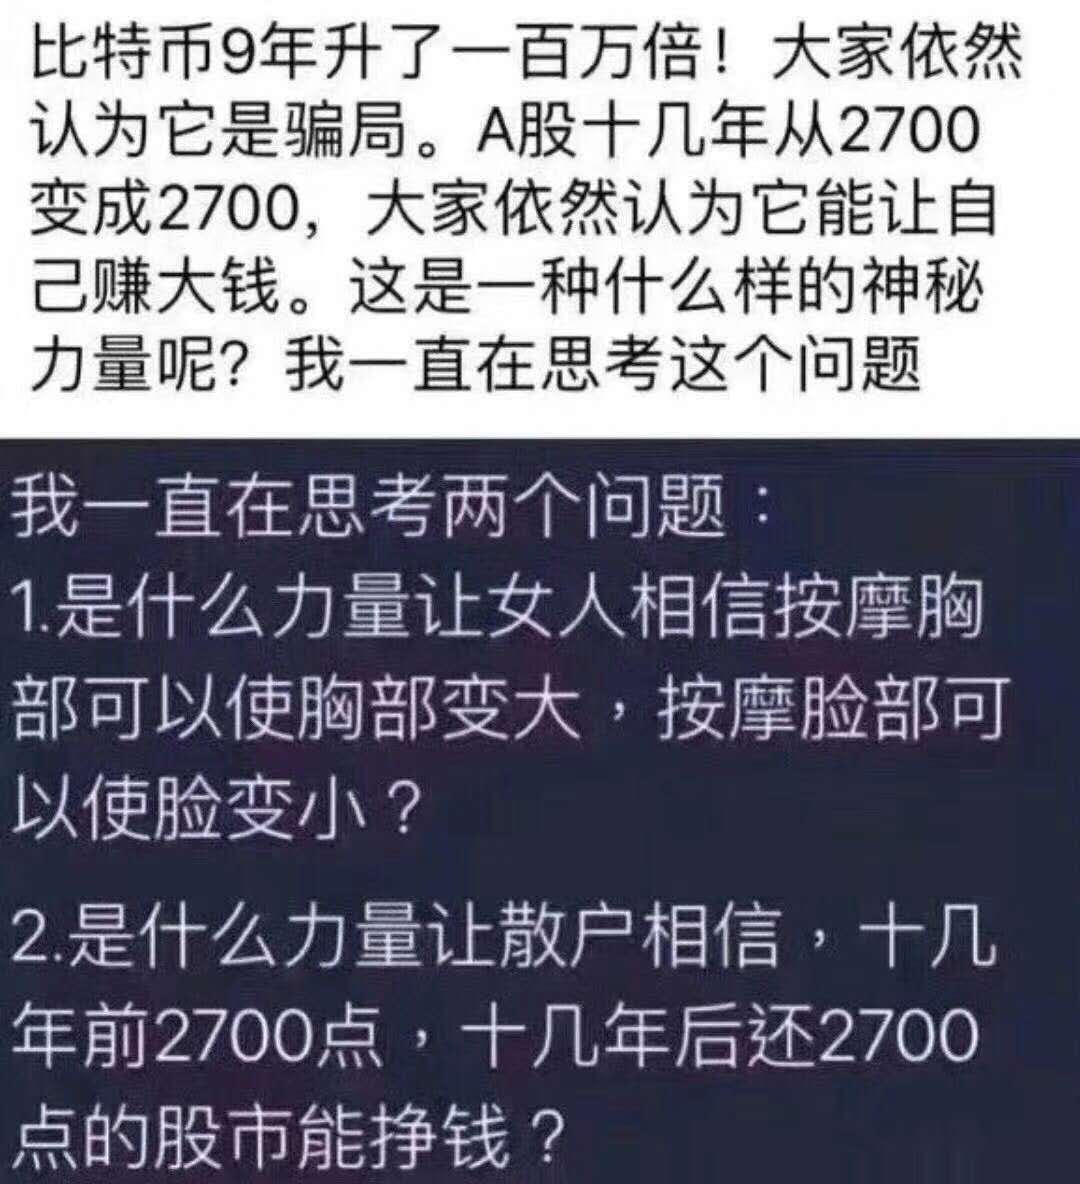 比特币9年升了一百万倍！大家依然
认为它是骗局。A股十几年从2700
变成2700，大家依然认为它能让自
己赚大钱。这是一种什么样的神秘
力量呢？我一直在思考这个问题
我一直在思考两个问题：
1.是什么力量让女人相信按摩胸
部可以使胸部变大，按摩脸部可
以使脸变小？
2.是什么力量让散户相信，十几
年前2700点，十几年后还2700
点的股市能挣钱？